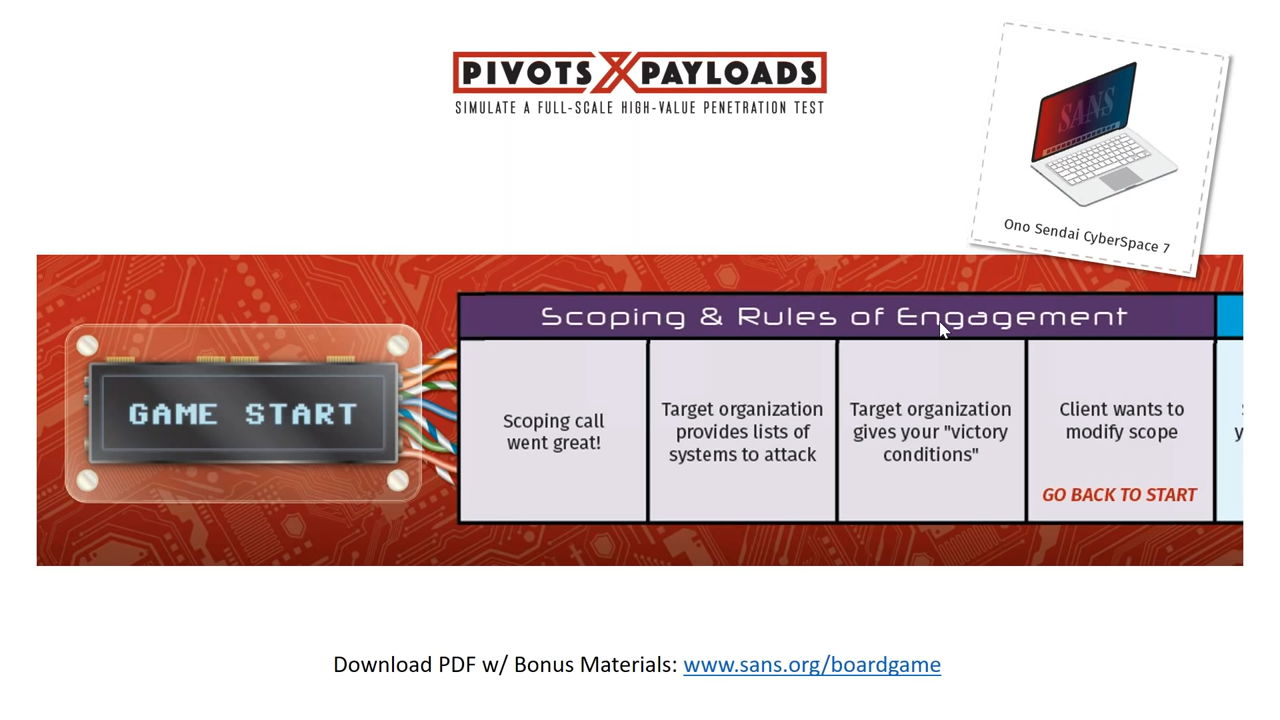 PIVOTS X PAYLOADS
SIMULATE A FULL-SCALE HIGH-VALUE PENETRATION TEST
SANS
Ono Sendai CyberSpace 7
Scoping & Rules of Engagement
GAME START
Scoping call
went great!
Target organization
provides lists of
systems to attack
Target organization
gives your "victory
conditions"
Client wants to
modify scope
GO BACK TO START
Download PDF w/ Bonus Materials: www.sans.org/boardgame